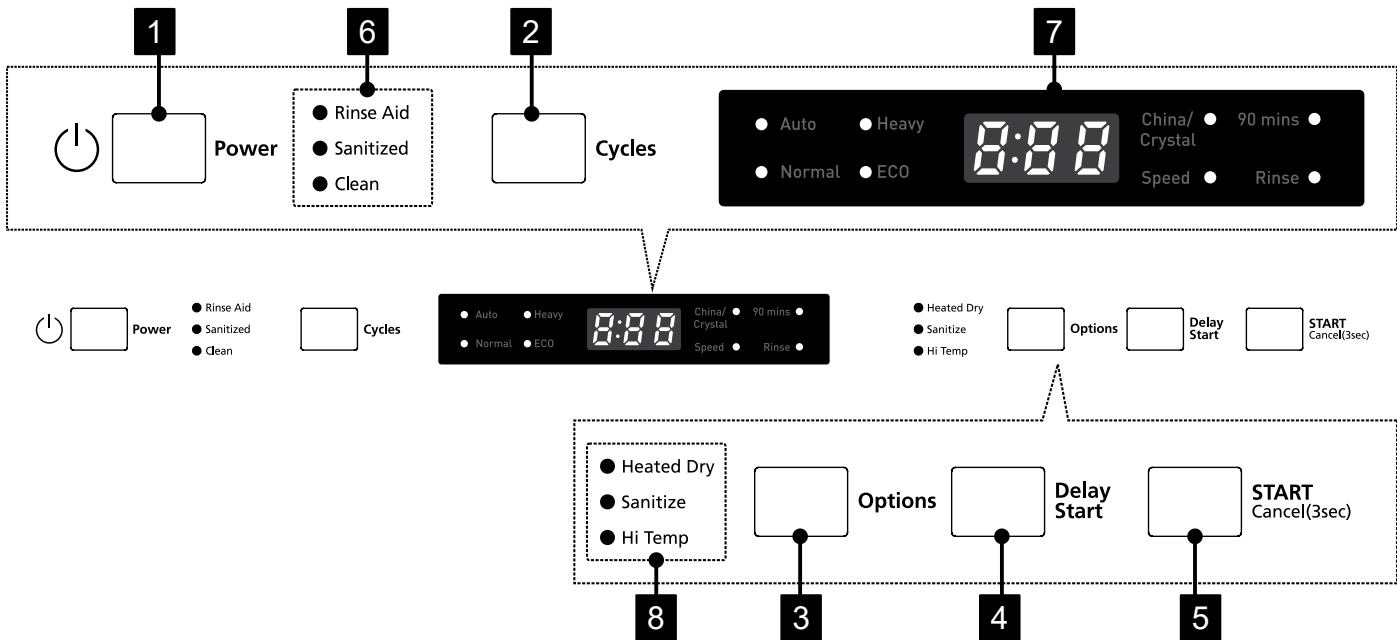 1 6 2 7
Power
Rinse Aid
Sanitized
Clean
Cycles
Auto Heavy
Normal ECO
8:88
China/
Crystal
90 mins
Speed Rinse
Power
Rinse Aid
Sanitized
Clean
Cycles
Auto Heavy
Normal ECO
8:88
China/
Crystal
90 mins
Speed Rinse
Heated Dry
Sanitize
Hi Temp
Options
Delay
Start
START
Cancel(3sec)
Heated Dry
Sanitize
Hi Temp
Options
Delay
Start
START
Cancel(3sec)
8 3 4 5